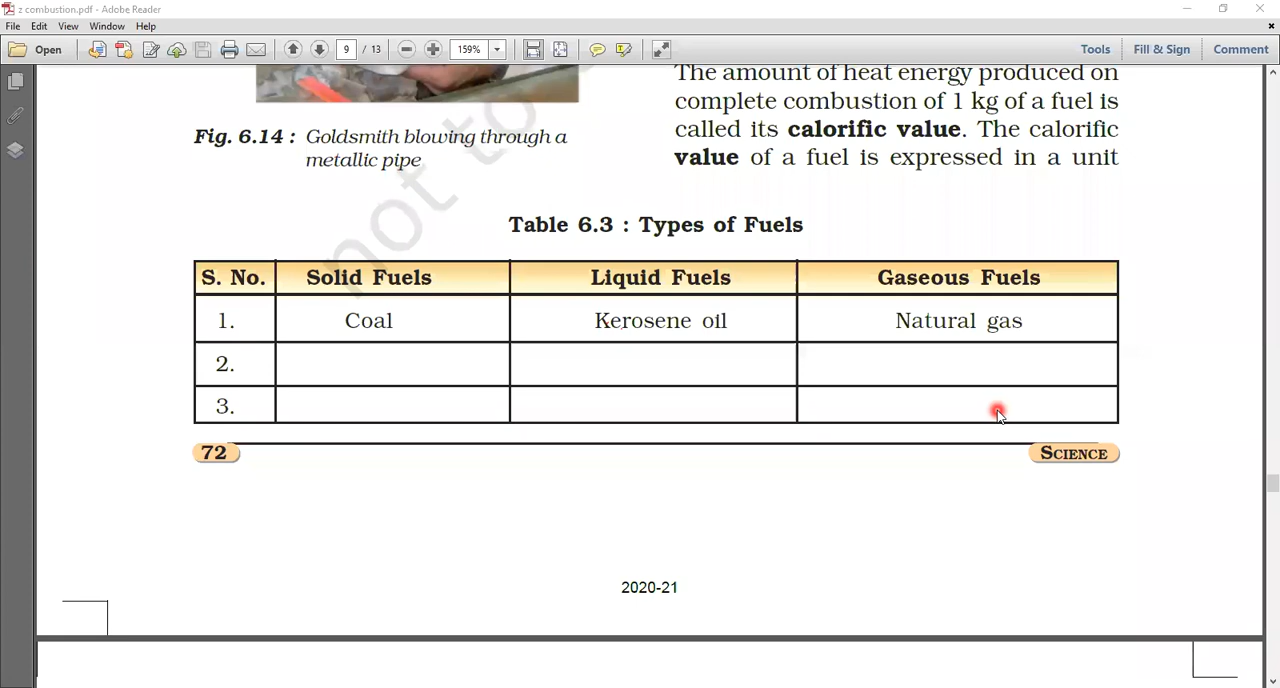 z combustion.pdf - Adobe Reader
File Edit View Window Help
Open 9 / 13 159% Tools Fill & Sign Comment
The amount of heat energy produced on
complete combustion of 1 kg of a fuel is
called its calorific value. The calorific
value of a fuel is expressed in a unit
Fig. 6.14 : Goldsmith blowing through a
metallic pipe
not to
Table 6.3 : Types of Fuels
S. No. Solid Fuels Liquid Fuels Gaseous Fuels
1. Coal Kerosene oil Natural gas
2.
3.
72 SCIENCE
2020-21